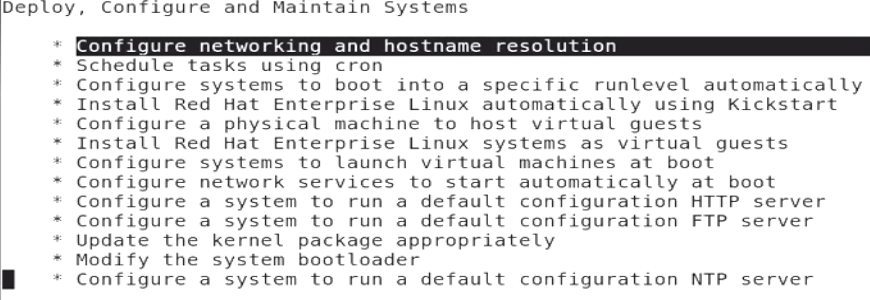 Deploy, Configure and Maintain Systems
* Configure networking and hostname resolution
* Schedule tasks using cron
* Configure systems to boot into a specific runlevel automatically
* Install Red Hat Enterprise Linux automatically using Kickstart
* Configure a physical machine to host virtual guests
* Install Red Hat Enterprise Linux systems as virtual guests
* Configure systems to launch virtual machines at boot
* Configure network services to start automatically at boot
* Configure a system to run a default configuration HTTP server
* Configure a system to run a default configuration FTP server
* Update the kernel package appropriately
* Modify the system bootloader
* Configure a system to run a default configuration NTP server